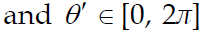 and θ′ ∈ [0, 2π]